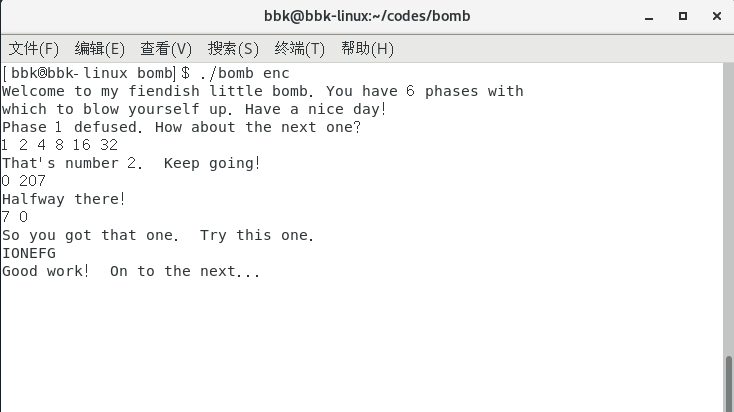 bbk@bbk-linux:~/codes/bomb
文件(F) 编辑(E) 查看(V) 搜索(S) 终端(T) 帮助(H)
[bbk@bbk-linux bomb]$ ./bomb enc
Welcome to my fiendish little bomb. You have 6 phases with
which to blow yourself up. Have a nice day!
Phase 1 defused. How about the next one?
1 2 4 8 16 32
That's number 2.  Keep going!
0 207
Halfway there!
7 0
So you got that one.  Try this one.
IONEFG
Good work!  On to the next...